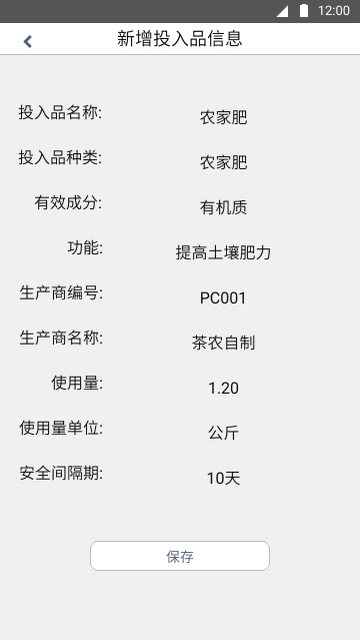 12:00
新增投入品信息
投入品名称: 农家肥
投入品种类: 农家肥
有效成分: 有机质
功能: 提高土壤肥力
生产商编号: PC001
生产商名称: 茶农自制
使用量: 1.20
使用量单位: 公斤
安全间隔期: 10天
保存